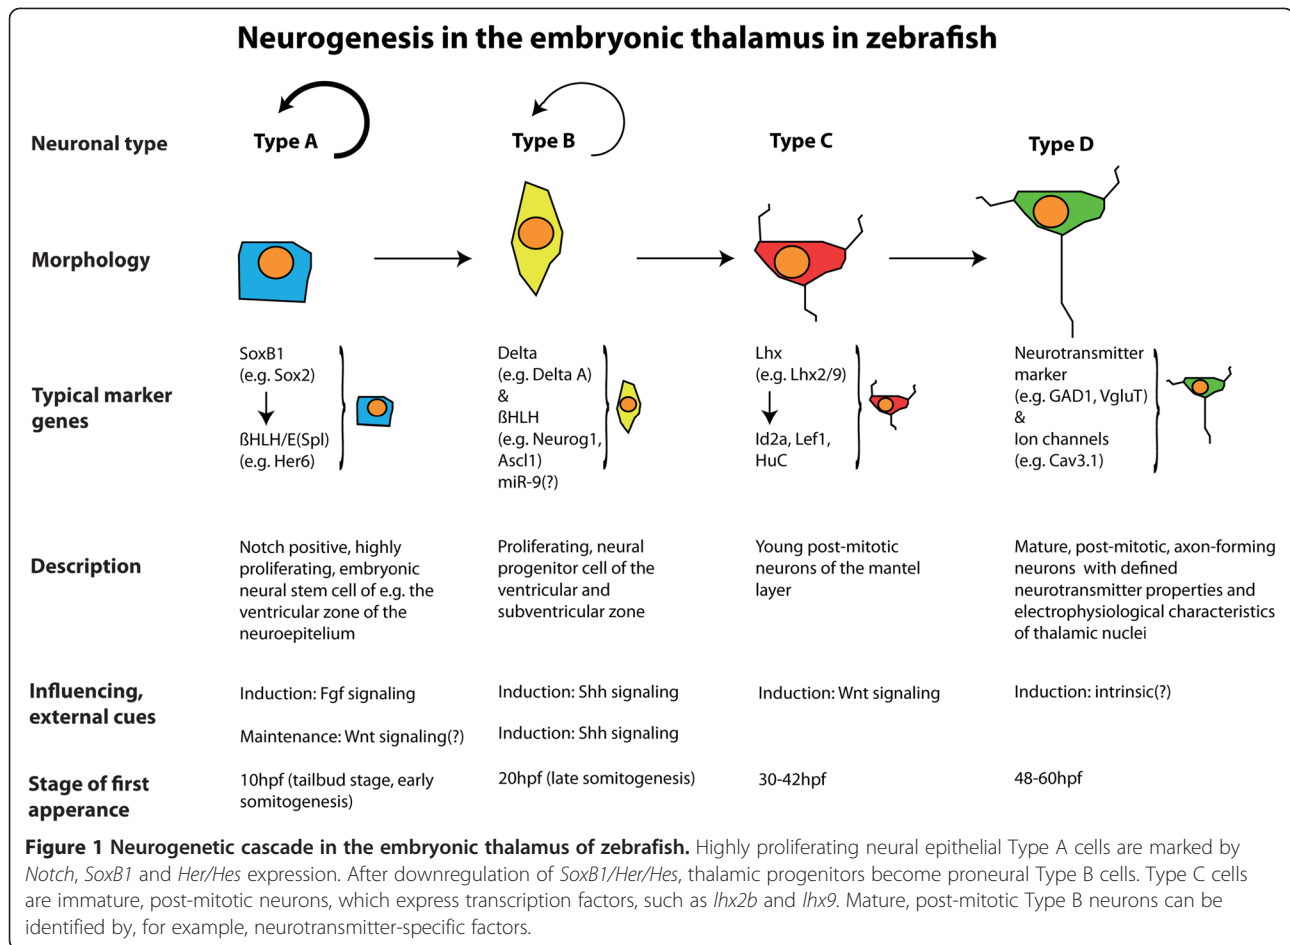 Neurogenesis in the embryonic thalamus in zebrafish
Neuronal type
Type A
Type B
Type C
Type D
Morphology
Typical marker
genes
SoxB1
(e.g. Sox2)
ßHLH/E(Spl)
(e.g. Her6)
Delta
(e.g. Delta A)
&
ßHLH
(e.g. Neurog1,
Ascl1)
miR-9(?)
Lhx
(e.g. Lhx2/9)
Id2a, Lef1,
HuC
Neurotransmitter
marker
(e.g. GAD1, VgluT)
&
Ion channels
(e.g. Cav3.1)
Description
Notch positive, highly
proliferating, embryonic
neural stem cell of e.g. the
ventricular zone of the
neuroepitelium
Proliferating, neural
progenitor cell of the
ventricular and
subventricular zone
Young post-mitotic
neurons of the mantel
layer
Mature, post-mitotic, axon-forming
neurons with defined
neurotransmitter properties and
electrophysiological characteristics
of thalamic nuclei
Influencing,
external cues
Induction: Fgf signaling
Maintenance: Wnt signaling(?)
Induction: Shh signaling
Induction: Shh signaling
Induction: Wnt signaling
Induction: intrinsic(?)
Stage of first
apperance
10hpf (tailbud stage, early
somitogenesis)
20hpf (late somitogenesis)
30-42hpf
48-60hpf
Figure 1 Neurogenetic cascade in the embryonic thalamus of zebrafish. Highly proliferating neural epithelial Type A cells are marked by
Notch, SoxB1 and Her/Hes expression. After downregulation of SoxB1/Her/Hes, thalamic progenitors become proneural Type B cells. Type C cells
are immature, post-mitotic neurons, which express transcription factors, such as lhx2b and lhx9. Mature, post-mitotic Type B neurons can be
identified by, for example, neurotransmitter-specific factors.